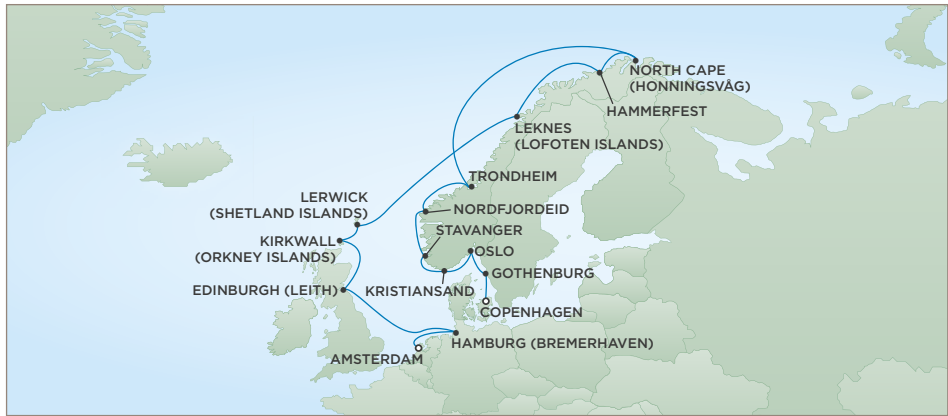 NORTH CAPE
(HONNINGSVÅG)
HAMMERFEST
LEKNES
(LOFOTEN ISLANDS)
TRONDHEIM
LERWICK
(SHETLAND ISLANDS)
NORDFJORDEID
STAVANGER
KIRKWALL
(ORKNEY ISLANDS)
OSLO
GOTHENBURG
EDINBURGH (LEITH)
KRISTIANSAND
COPENHAGEN
HAMBURG (BREMERHAVEN)
AMSTERDAM